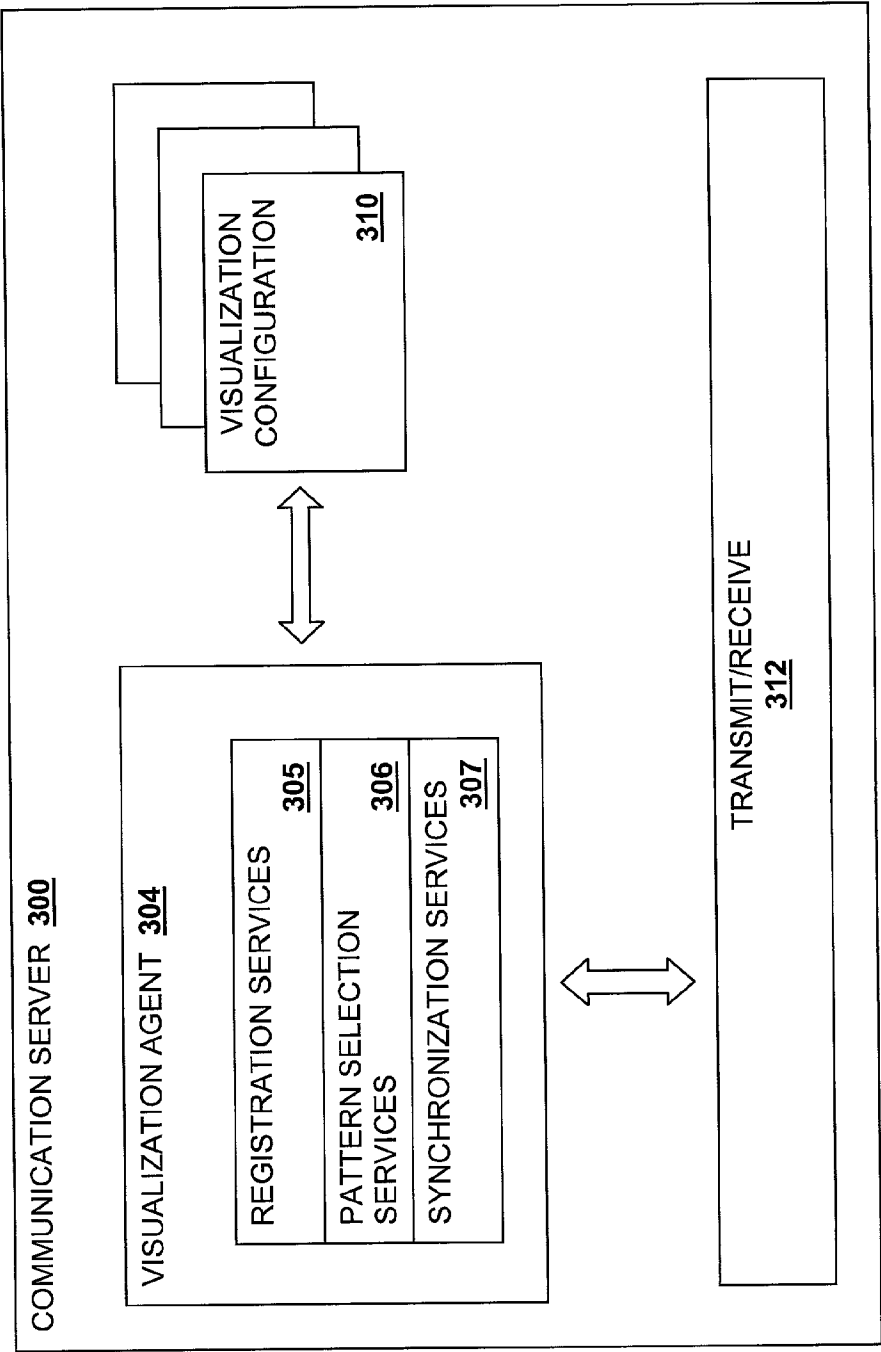 COMMUNICATION SERVER 300
VISUALIZATION AGENT 304
REGISTRATION SERVICES
305
PATTERN SELECTION
SERVICES
306
SYNCHRONIZATION SERVICES
307
VISUALIZATION
CONFIGURATION
310
TRANSMIT/RECEIVE
312